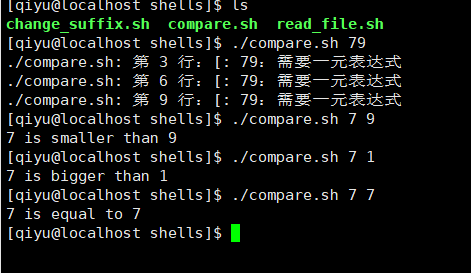 [qiyu@localhost shells]$ ls
change_suffix.sh  compare.sh  read_file.sh
[qiyu@localhost shells]$ ./compare.sh 79
./compare.sh: 第 3 行：[: 79：需要一元表达式
./compare.sh: 第 6 行：[: 79：需要一元表达式
./compare.sh: 第 9 行：[: 79：需要一元表达式
[qiyu@localhost shells]$ ./compare.sh 7 9
7 is smaller than 9
[qiyu@localhost shells]$ ./compare.sh 7 1
7 is bigger than 1
[qiyu@localhost shells]$ ./compare.sh 7 7
7 is equal to 7
[qiyu@localhost shells]$